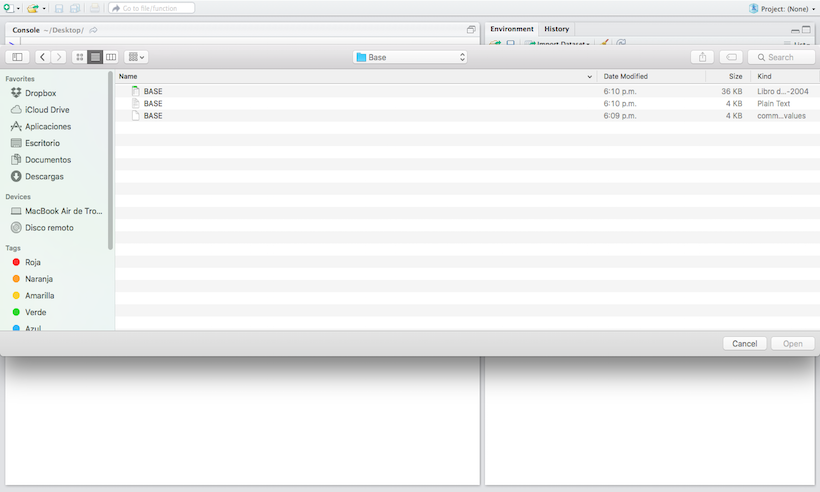 Go to file/function
Project: (None)
Console ~/Desktop/
Environment History
Import Dataset
Base
Search
Favorites
Dropbox
iCloud Drive
Aplicaciones
Escritorio
Documentos
Descargas
Devices
MacBook Air de Tro...
Disco remoto
Tags
Roja
Naranja
Amarilla
Verde
Azul
Name Date Modified Size Kind
BASE 6:10 p.m. 36 KB Libro d...-2004
BASE 6:10 p.m. 4 KB Plain Text
BASE 6:09 p.m. 4 KB comm...values
Cancel Open